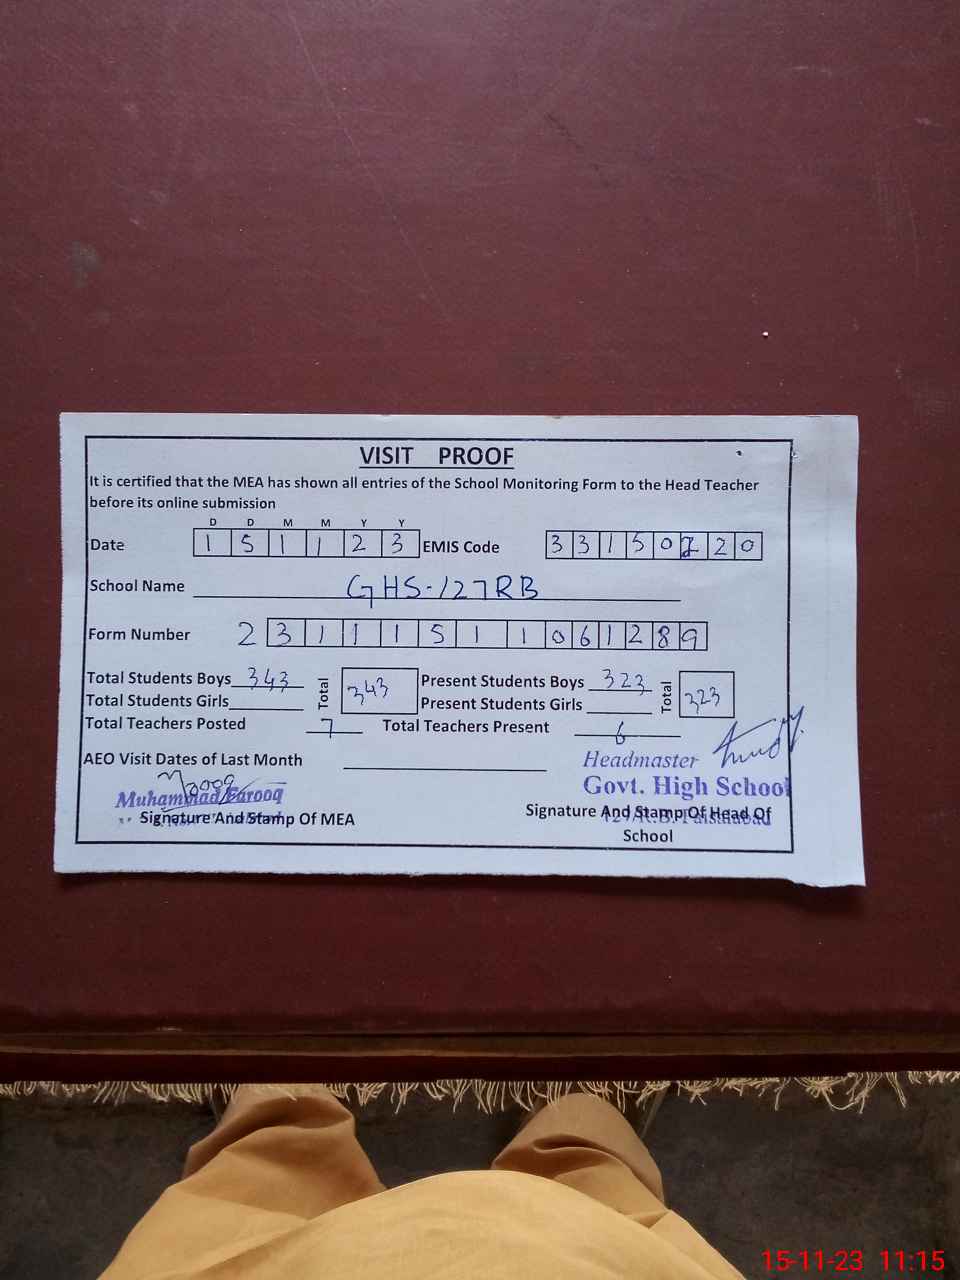 VISIT PROOF
It is certified that the MEA has shown all entries of the School Monitoring Form to the Head Teacher
before its online submission
D D M M Y Y
Date 1 5 1 1 2 3 EMIS Code 3 3 1 5 0 2 2 0
School Name GHS-127RB
Form Number 2 3 1 1 1 5 1 1 0 6 1 2 8 9
Total Students Boys 343 Total 343 Present Students Boys 323 Total 323
Total Students Girls Present Students Girls
Total Teachers Posted 7 Total Teachers Present 6
AEO Visit Dates of Last Month
Headmaster
Govt. High School
Muhammad Farooq
Signature And Stamp Of MEA
Signature And Stamp Of Head Of
School
127/R.B. Faisalabad
15-11-23 11:15